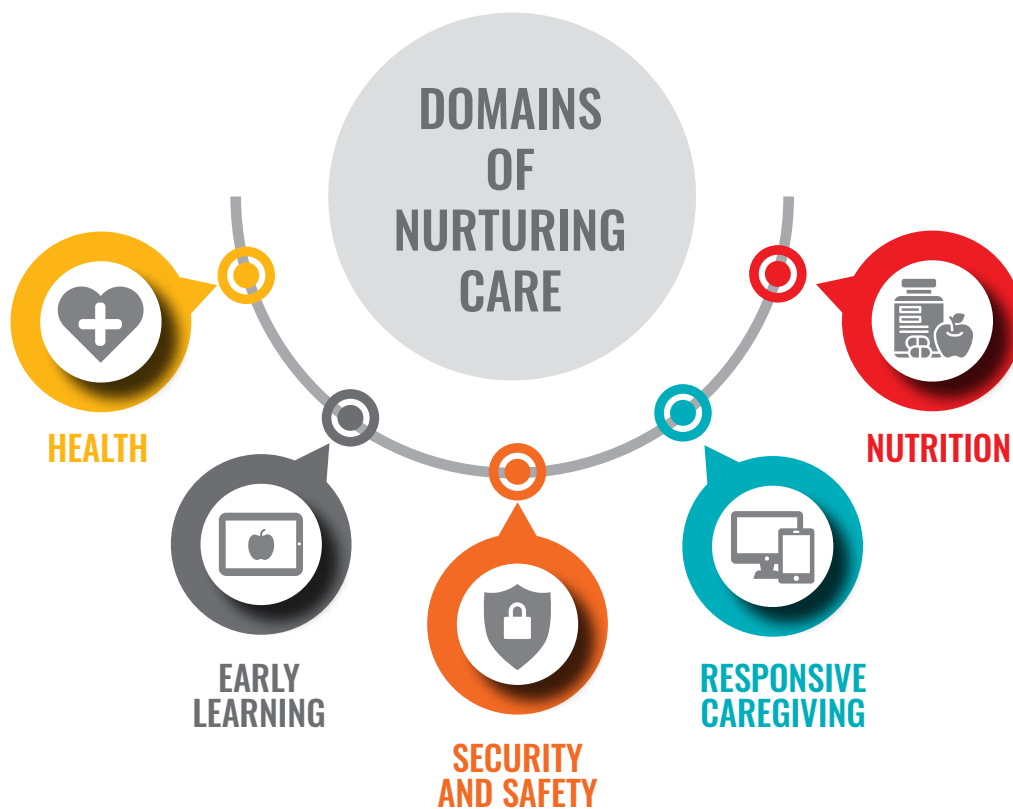 DOMAINS
OF
NURTURING
CARE
HEALTH
EARLY
LEARNING
SECURITY
AND SAFETY
RESPONSIVE
CAREGIVING
NUTRITION